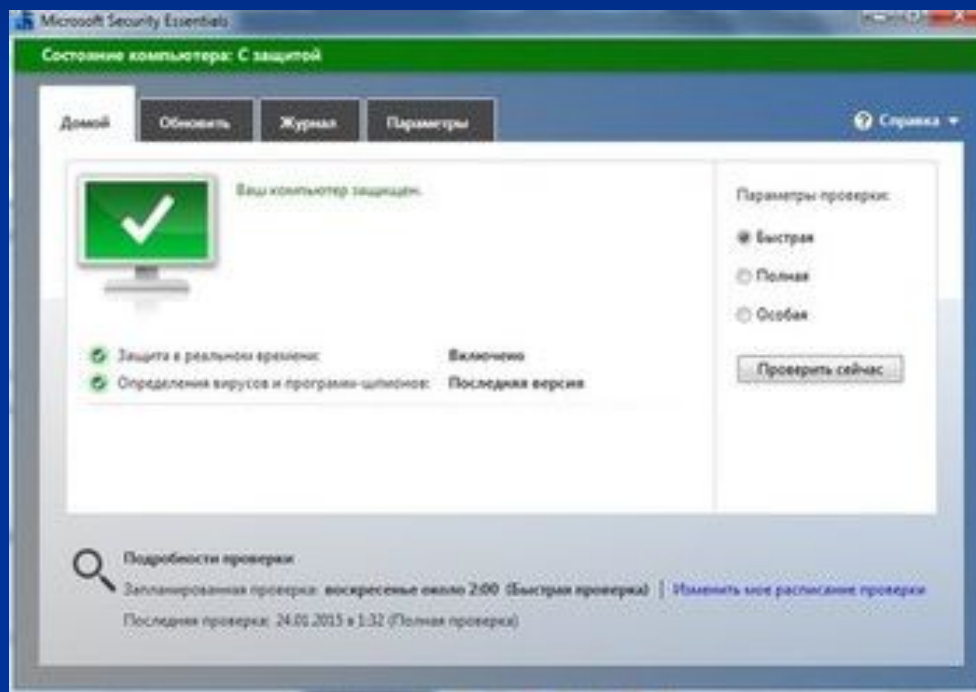 Microsoft Security Essentials
Состояние компьютера: С защитой
Домой
Обновить
Журнал
Параметры
Справка
Ваш компьютер защищен.
Параметры проверки:
Быстрая
Полная
Особая
Проверить сейчас
Защита в реальном времени: Включено
Определения вирусов и программ-шпионов: Последняя версия
Подробности проверки
Запланированная проверка: воскресенье около 2:00 (Быстрая проверка) | Изменить мое расписание проверки
Последняя проверка: 24.01.2015 в 1:32 (Полная проверка)